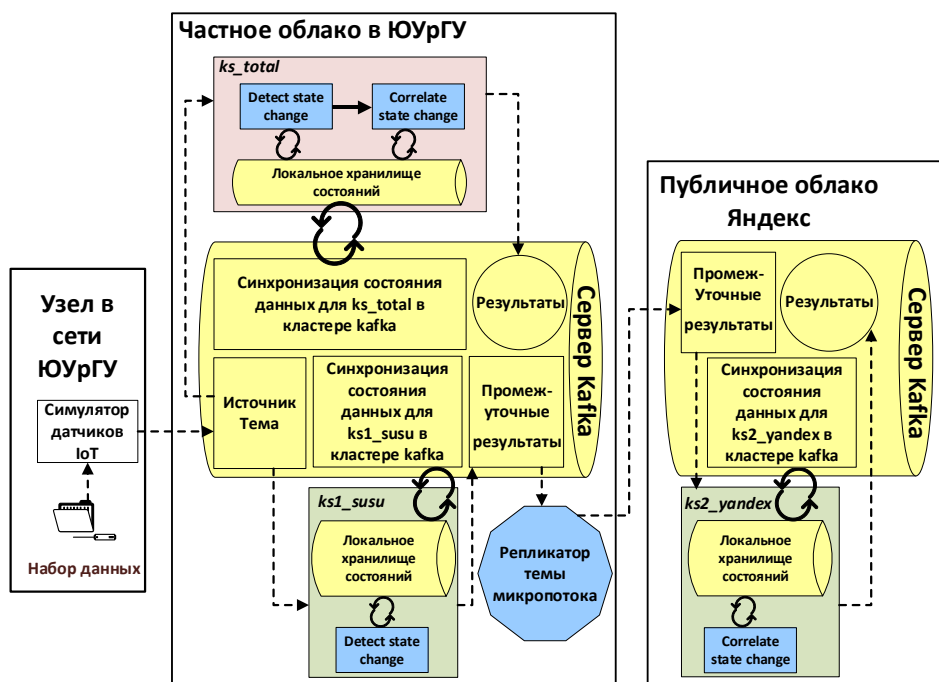 Частное облако в ЮУрГУ
ks_total
Detect state
change
Correlate
state change
Локальное хранилище
состояний
Синхронизация состояния
данных для ks_total в
кластере kafka
Результаты
Сервер Kafka
Источник
Тема
Синхронизация
состояния
данных для
ks1_susu в
кластере kafka
Промеж-
уточные
результаты
ks1_susu
Локальное
хранилище
состояний
Detect state
change
Репликатор
темы
микропотока
Узел в
сети
ЮУрГУ
Симулятор
датчиков
IoT
Набор данных
Публичное облако
Яндекс
Промеж-
Уточные
результаты
Результаты
Сервер Kafka
Синхронизация
состояния
данных для
ks2_yandex в
кластере kafka
ks2_yandex
Локальное
хранилище
состояний
Correlate
state change